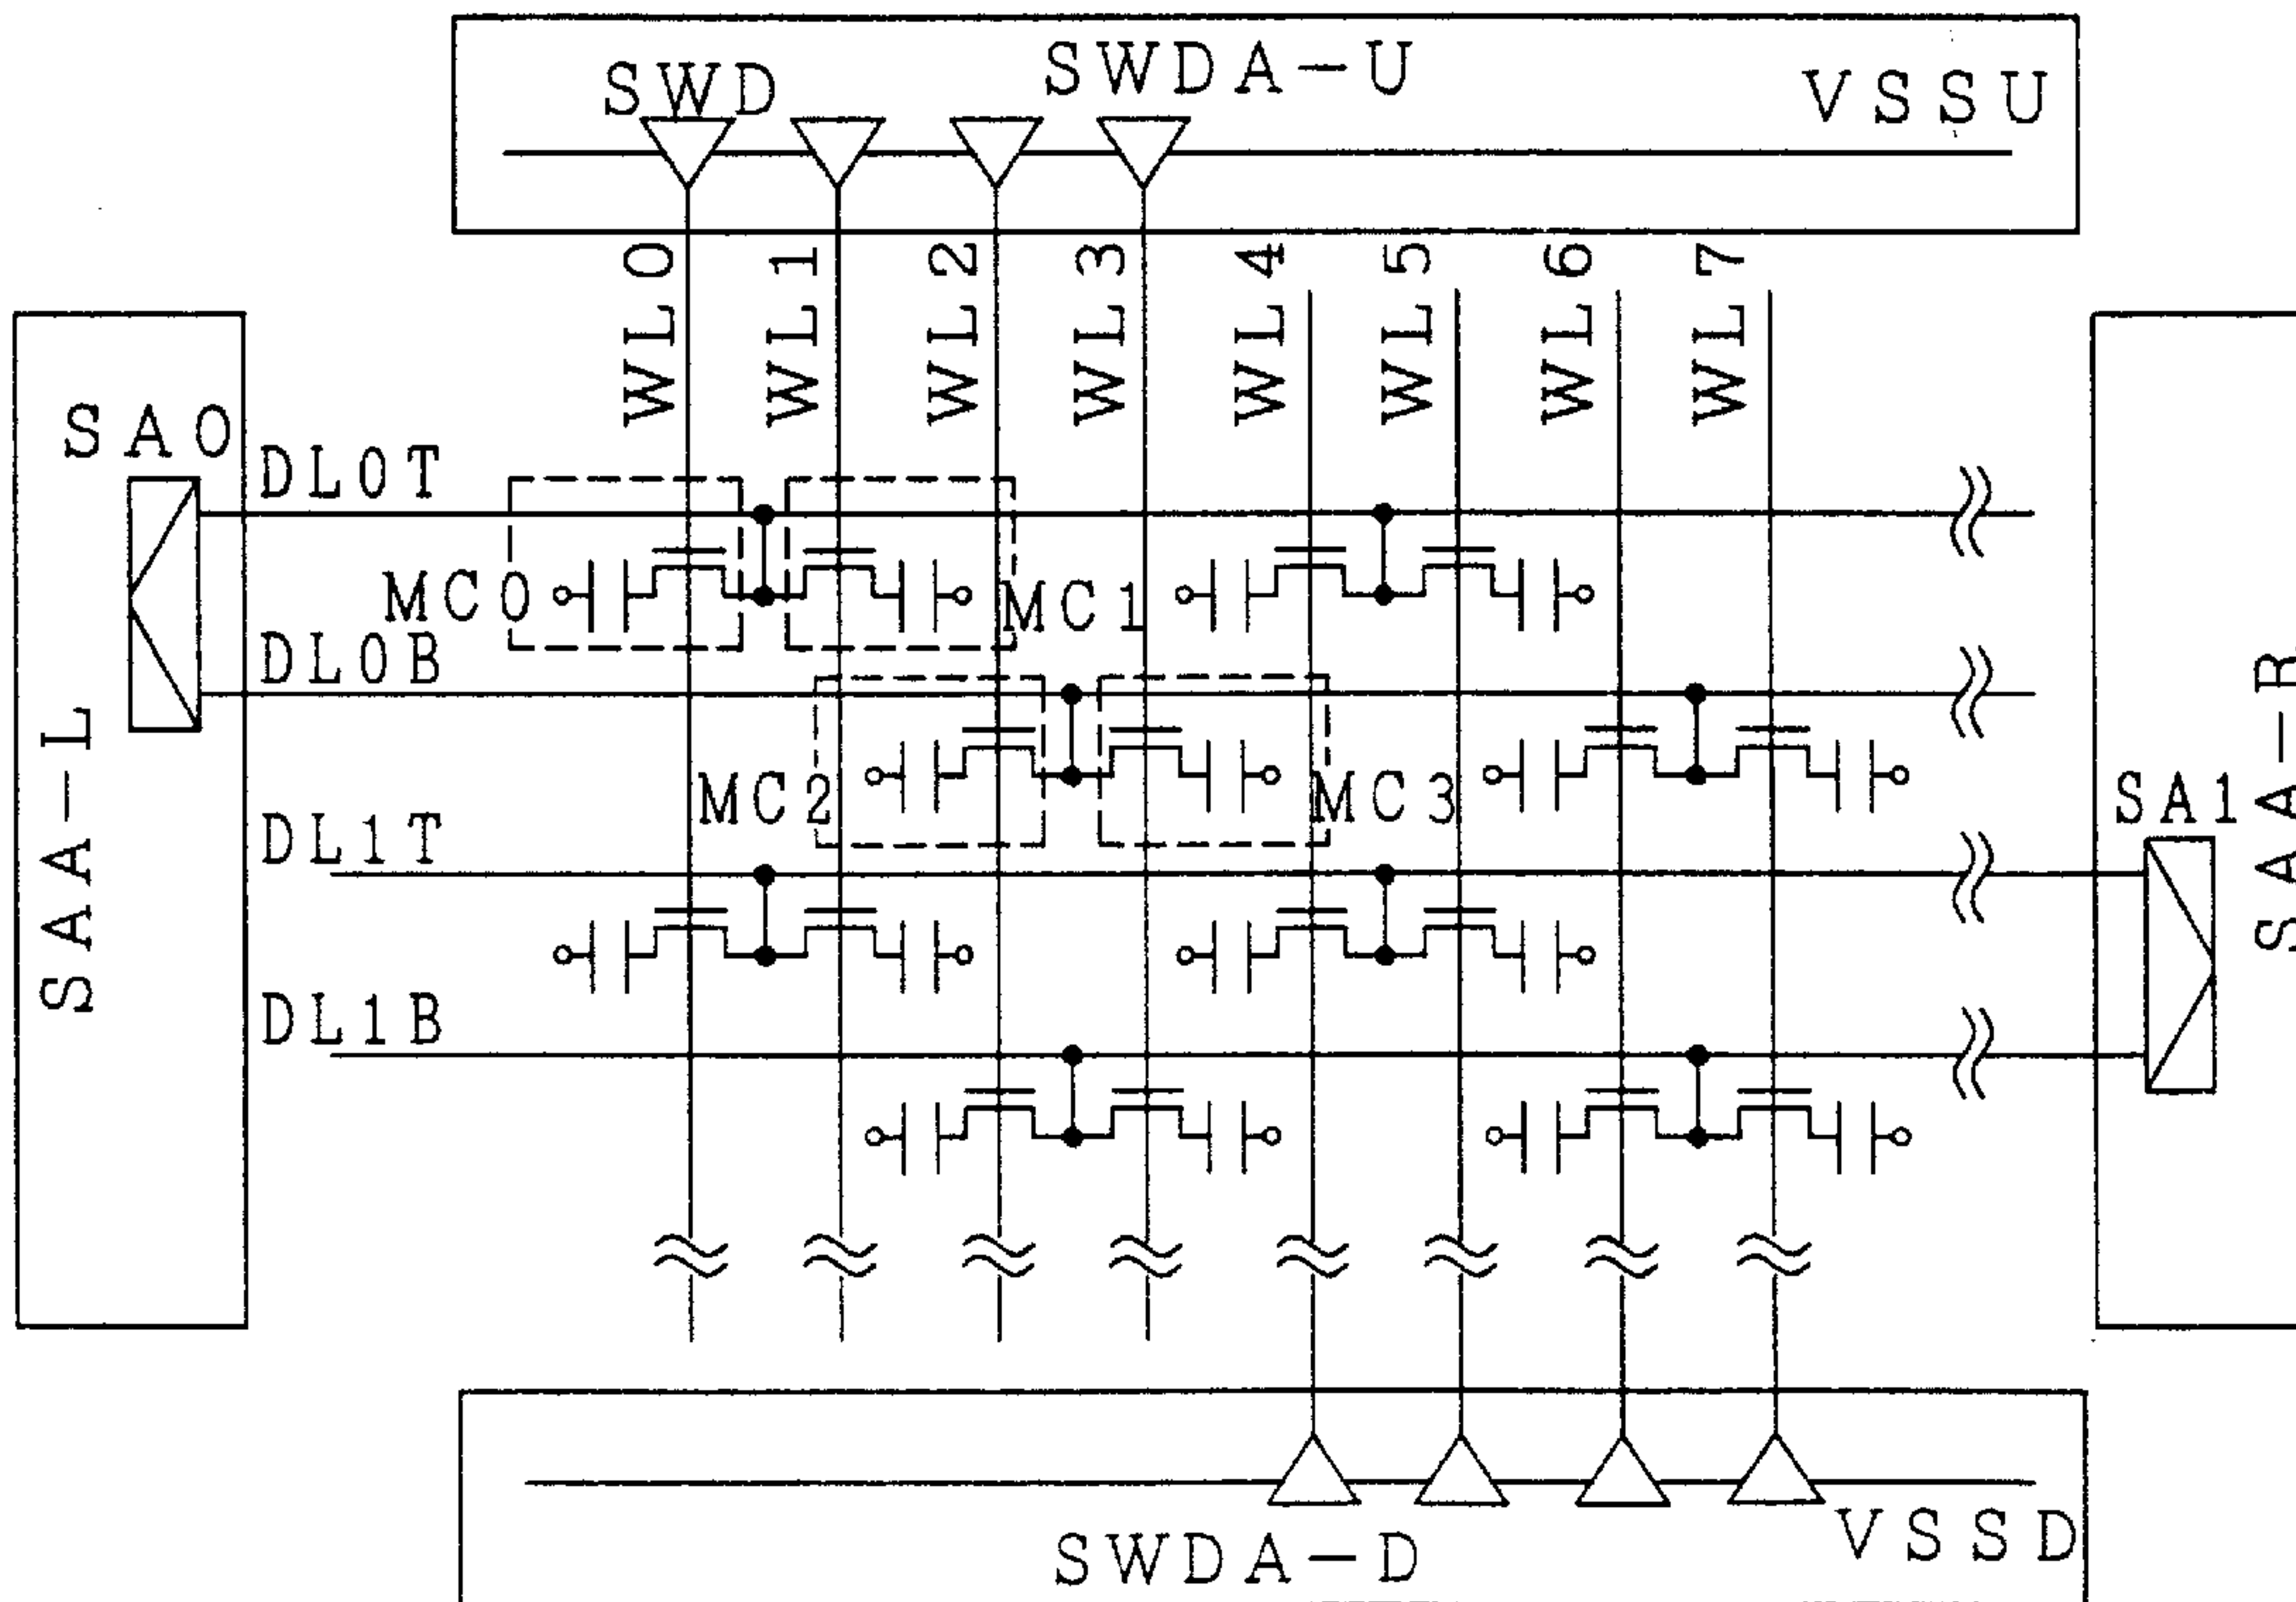 SWD
SWDA-U
VSSU
WL0
WL1
WL2
WL3
WL4
WL5
WL6
WL7
SAA-L
SA0
DL0T
MC0
MC1
DL0B
MC2
MC3
DL1T
DL1B
SA1
SAA-R
SWDA-D
VSSD